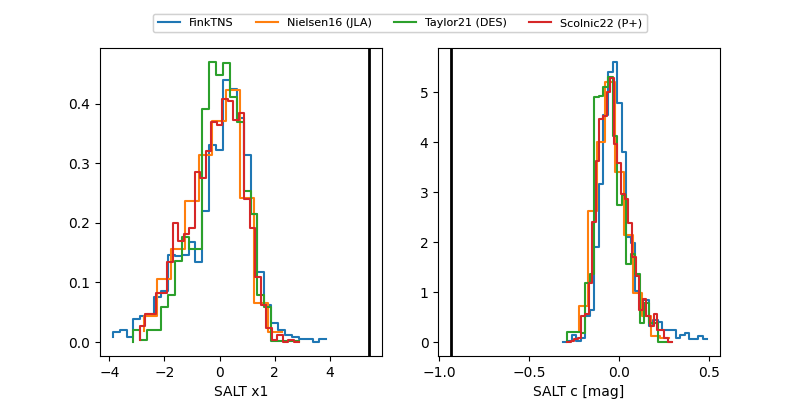 FinkTNS Nielsen16 (JLA) Taylor21 (DES) Scolnic22 (P+)
0.4
0.3
0.2
0.1
0.0
−4 −2 0 2 4
SALT x1
5
4
3
2
1
0
−1.0 −0.5 0.0 0.5
SALT c [mag]